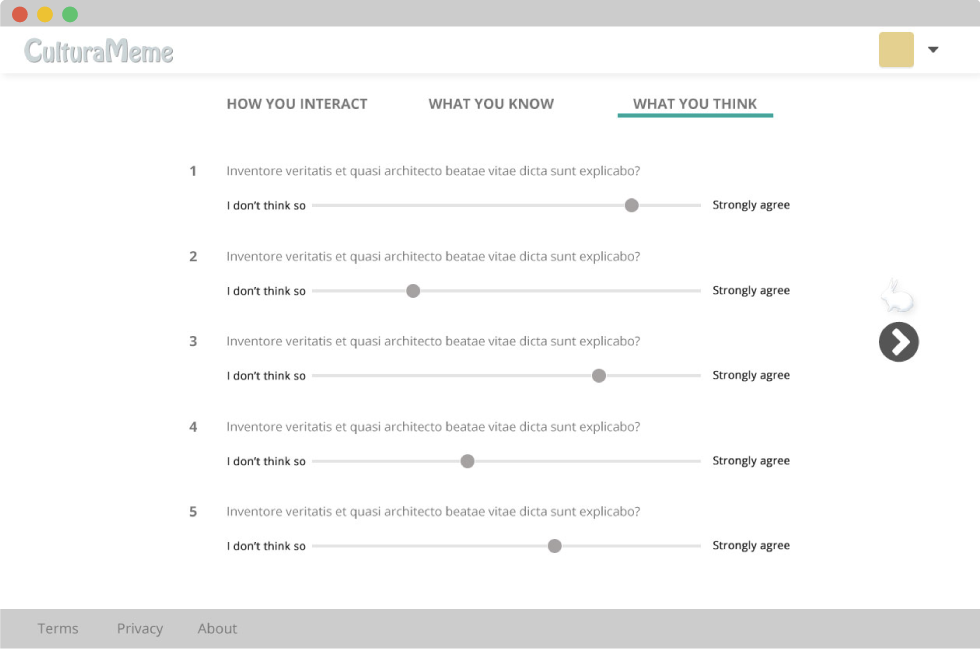 CulturaMeme
HOW YOU INTERACT WHAT YOU KNOW WHAT YOU THINK
1 Inventore veritatis et quasi architecto beatae vitae dicta sunt explicabo?
I don't think so Strongly agree
2 Inventore veritatis et quasi architecto beatae vitae dicta sunt explicabo?
I don't think so Strongly agree
3 Inventore veritatis et quasi architecto beatae vitae dicta sunt explicabo?
I don't think so Strongly agree
4 Inventore veritatis et quasi architecto beatae vitae dicta sunt explicabo?
I don't think so Strongly agree
5 Inventore veritatis et quasi architecto beatae vitae dicta sunt explicabo?
I don't think so Strongly agree
Terms Privacy About